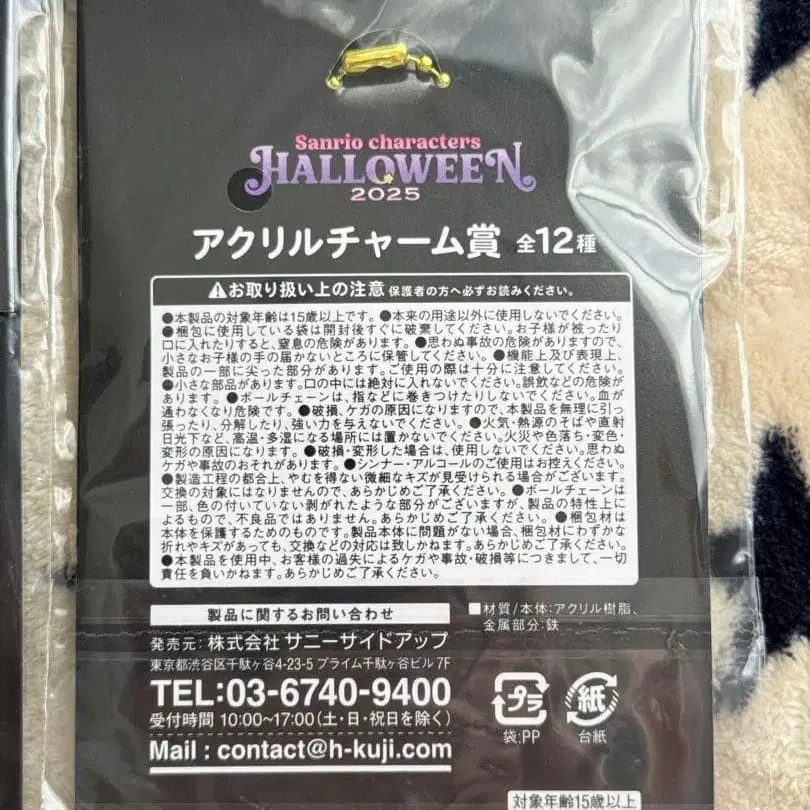 Sanrio characters
HALLOWEEN
2025
アクリルチャーム賞 全12種
⚠お取り扱い上の注意 保護者の方へ必ずお読みください。
●本製品の対象年齢は15歳以上です。●本来の用途以外に使用しないでください。
●梱包に使用している袋は開封後すぐに破棄してください。お子様が被ったり
口に入れたりすると、窒息の危険があります。●思わぬ事故の危険がありますので、
小さなお子様の手の届かないところに保管してください。●機能上及び表現上、
製品の一部に尖った部分があります。ご使用の際は十分に注意してください。
●小さな部品があります。口の中には絶対に入れないでください。誤飲などの危険が
あります。●ボールチェーンは、指などに巻きつけたりしないでください。血が
通わなくなり危険です。●破損、ケガの原因になりますので、本製品を無理に引っ
張ったり、分解したり、強い力を与えないでください。●火気・熱源のそばや直射
日光下など、高温・多湿になる場所には置かないでください。火災や色落ち・変色・
変形の原因になります。●破損・変形した場合は、使用しないでください。思わぬ
ケガや事故のおそれがあります。●シンナー・アルコールのご使用はお控えください。
●製造工程の都合上、やむを得ない微細なキズが見受けられる場合がございます。
交換の対象にはなりませんので、あらかじめご了承ください。●ボールチェーンは
一部、色の付いていない剥がれたような部分がございますが、製品の特性上に
よるもので、不良品ではありません。あらかじめご了承ください。●梱包材は
本体を保護するためのものです。製品本体に問題がない場合、梱包材にわずかな
折れやキズがあっても、交換などの対応は致しかねます。あらかじめご了承ください。
●本製品を使用中、お客様の過失によるケガや事故・破損等につきまして、一切
責任を負いかねます。あらかじめご了承ください。
製品に関するお問い合わせ
発売元：株式会社 サニーサイドアップ
東京都渋谷区千駄ヶ谷4-23-5 プライム千駄ヶ谷ビル 7F
TEL:03-6740-9400
受付時間 10:00~17:00（土・日・祝日を除く）
Mail : contact@h-kuji.com
■材質/本体：アクリル樹脂、
金属部分：鉄
プラ
袋：PP
紙
台紙
対象年齢15歳以上